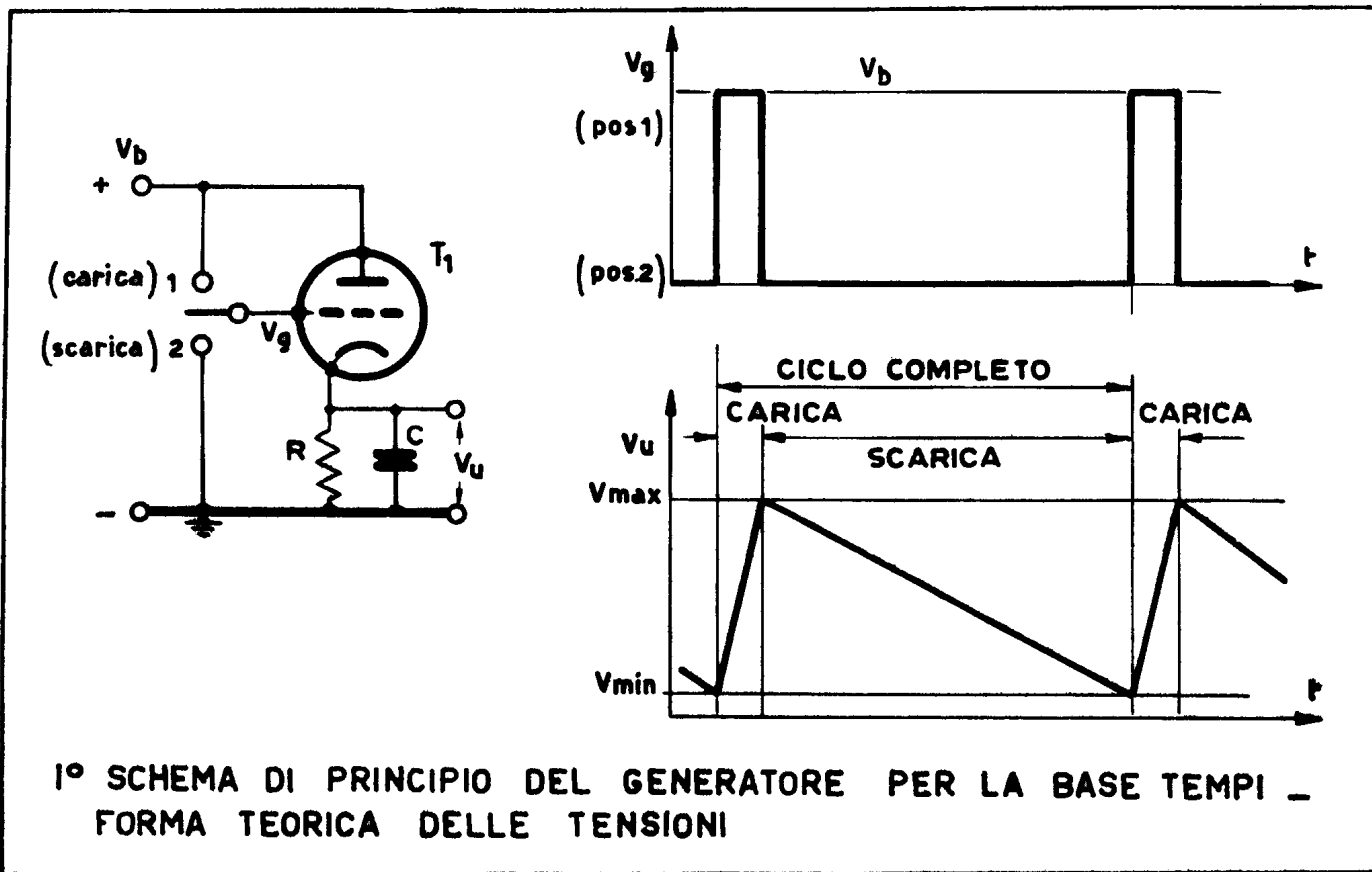 Vb
+
(carica) 1
(scarica) 2
Vg
T1
R
C
Vu
-
Vg
Vb
(pos1)
(pos.2)
t
CICLO COMPLETO
CARICA
CARICA
SCARICA
Vu
Vmax
Vmin
t
1° SCHEMA DI PRINCIPIO DEL GENERATORE PER LA BASE TEMPI –
FORMA TEORICA DELLE TENSIONI